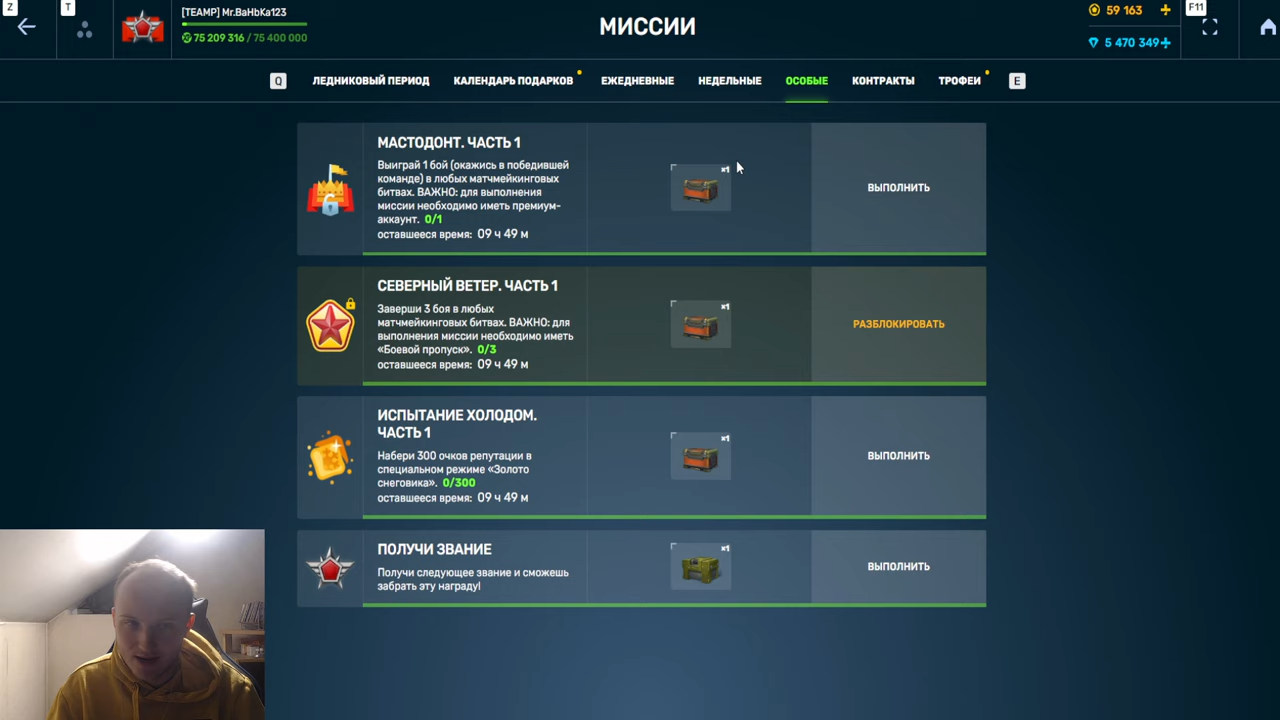 Z
T
[TEAMP] Mr.BaHbKa123
75 209 316 / 75 400 000
МИССИИ
59 163 +
5 470 349+
F11
Q
ЛЕДНИКОВЫЙ ПЕРИОД
КАЛЕНДАРЬ ПОДАРКОВ
ЕЖЕДНЕВНЫЕ
НЕДЕЛЬНЫЕ
ОСОБЫЕ
КОНТРАКТЫ
ТРОФЕИ
E
МАСТОДОНТ. ЧАСТЬ 1
Выиграй 1 бой (окажись в победившей
команде) в любых матчмейкинговых
битвах. ВАЖНО: для выполнения
миссии необходимо иметь премиум-
аккаунт. 0/1
оставшееся время: 09 ч 49 м
x1
ВЫПОЛНИТЬ
СЕВЕРНЫЙ ВЕТЕР. ЧАСТЬ 1
Заверши 3 боя в любых
матчмейкинговых битвах. ВАЖНО: для
выполнения миссии необходимо иметь
«Боевой пропуск». 0/3
оставшееся время: 09 ч 49 м
x1
РАЗБЛОКИРОВАТЬ
ИСПЫТАНИЕ ХОЛОДОМ.
ЧАСТЬ 1
Набери 300 очков репутации в
специальном режиме «Золото
снеговика». 0/300
оставшееся время: 09 ч 49 м
x1
ВЫПОЛНИТЬ
ПОЛУЧИ ЗВАНИЕ
Получи следующее звание и сможешь
забрать эту награду!
x1
ВЫПОЛНИТЬ